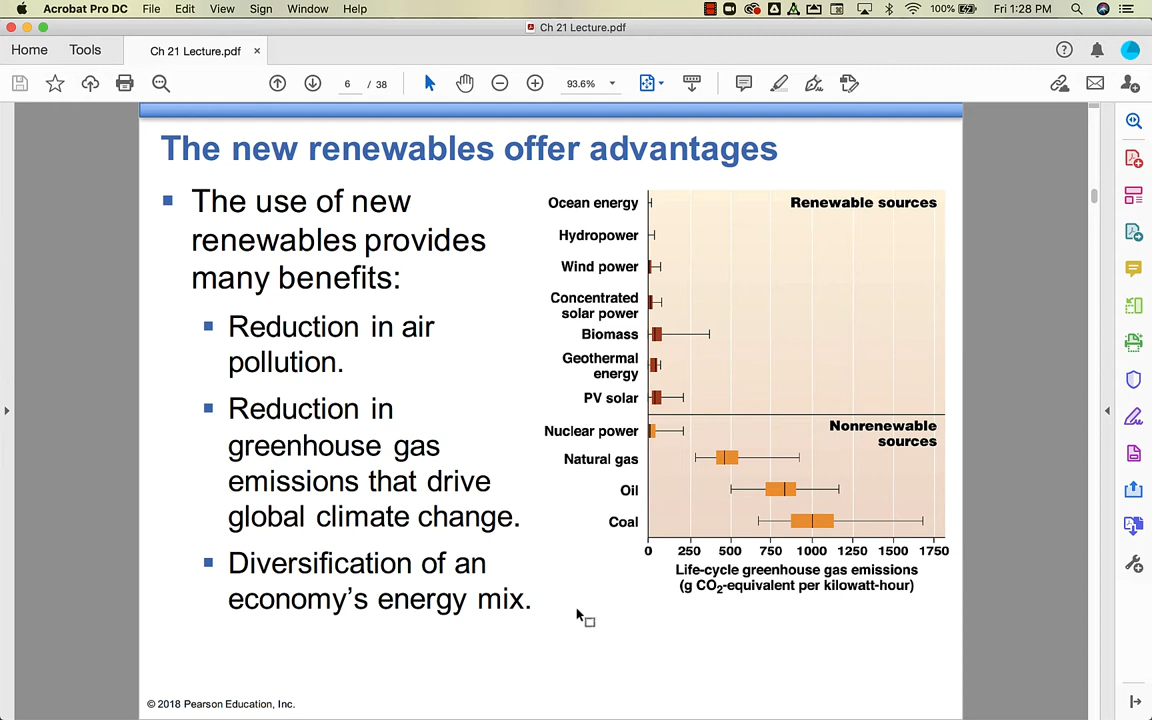 Acrobat Pro DC File Edit View Sign Window Help 100% Fri 1:28 PM
Ch 21 Lecture.pdf
Home Tools Ch 21 Lecture.pdf ×
6 / 38 93.6%
The new renewables offer advantages
The use of new
renewables provides
many benefits:
Reduction in air
pollution.
Reduction in
greenhouse gas
emissions that drive
global climate change.
Diversification of an
economy’s energy mix.
Renewable sources
Ocean energy
Hydropower
Wind power
Concentrated
solar power
Biomass
Geothermal
energy
PV solar
Nonrenewable
sources
Nuclear power
Natural gas
Oil
Coal
0 250 500 750 1000 1250 1500 1750
Life-cycle greenhouse gas emissions
(g CO₂-equivalent per kilowatt-hour)
© 2018 Pearson Education, Inc.